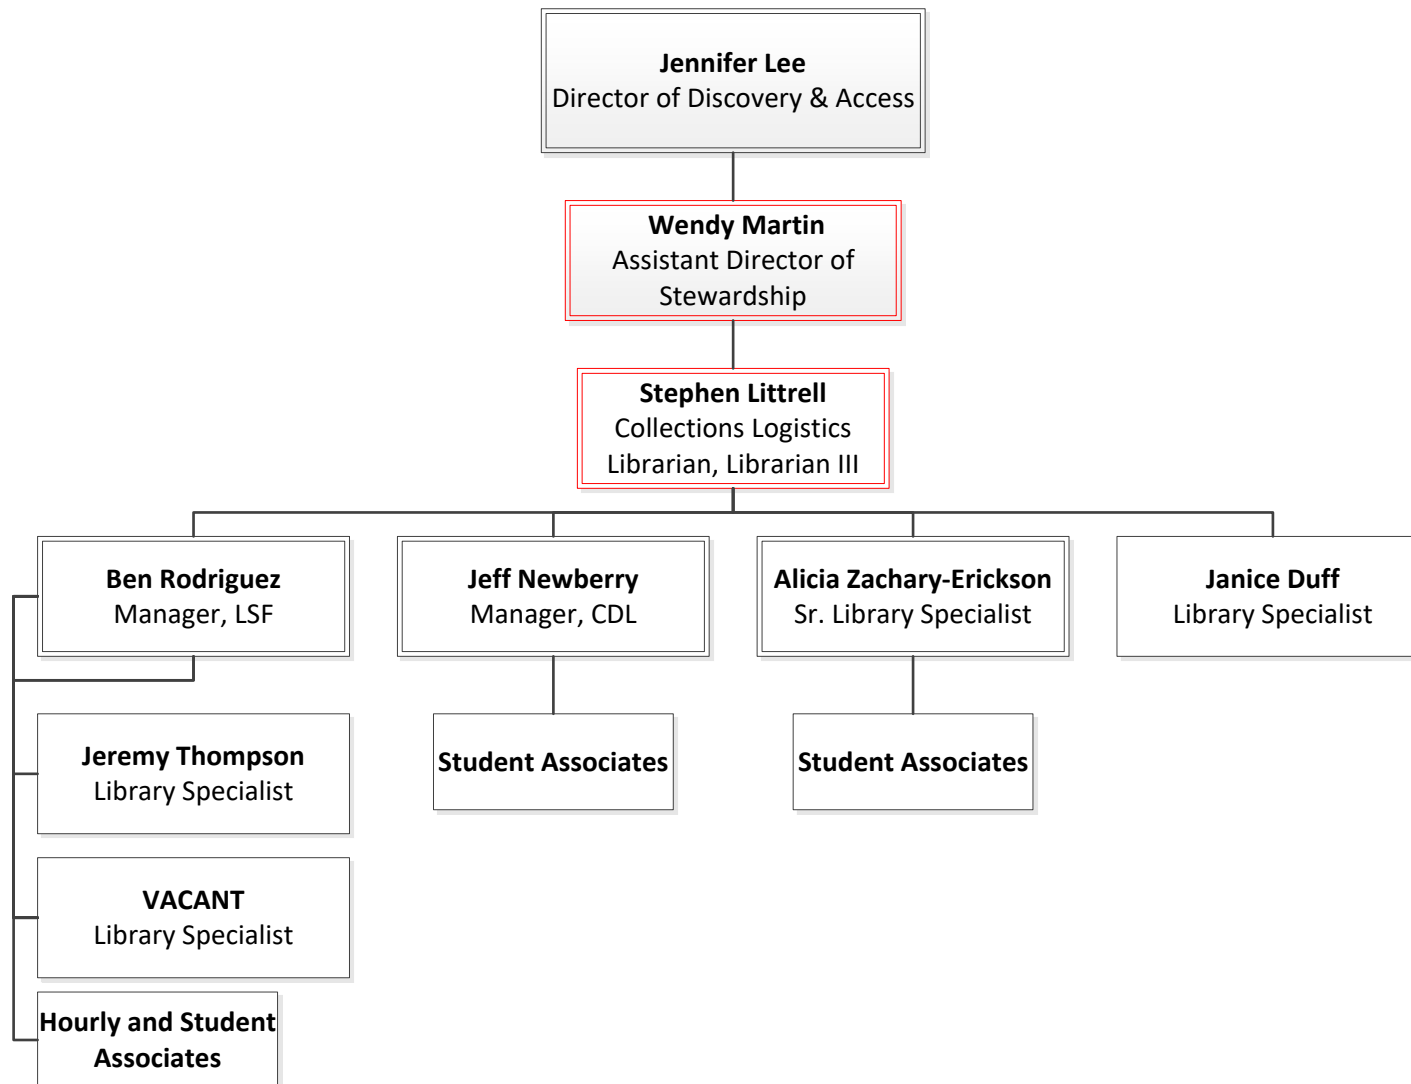 Jennifer Lee
Director of Discovery & Access
Wendy Martin
Assistant Director of
Stewardship
Stephen Littrell
Collections Logistics
Librarian, Librarian III
Ben Rodriguez
Manager, LSF
Jeff Newberry
Manager, CDL
Alicia Zachary-Erickson
Sr. Library Specialist
Janice Duff
Library Specialist
Jeremy Thompson
Library Specialist
Student Associates
Student Associates
VACANT
Library Specialist
Hourly and Student
Associates